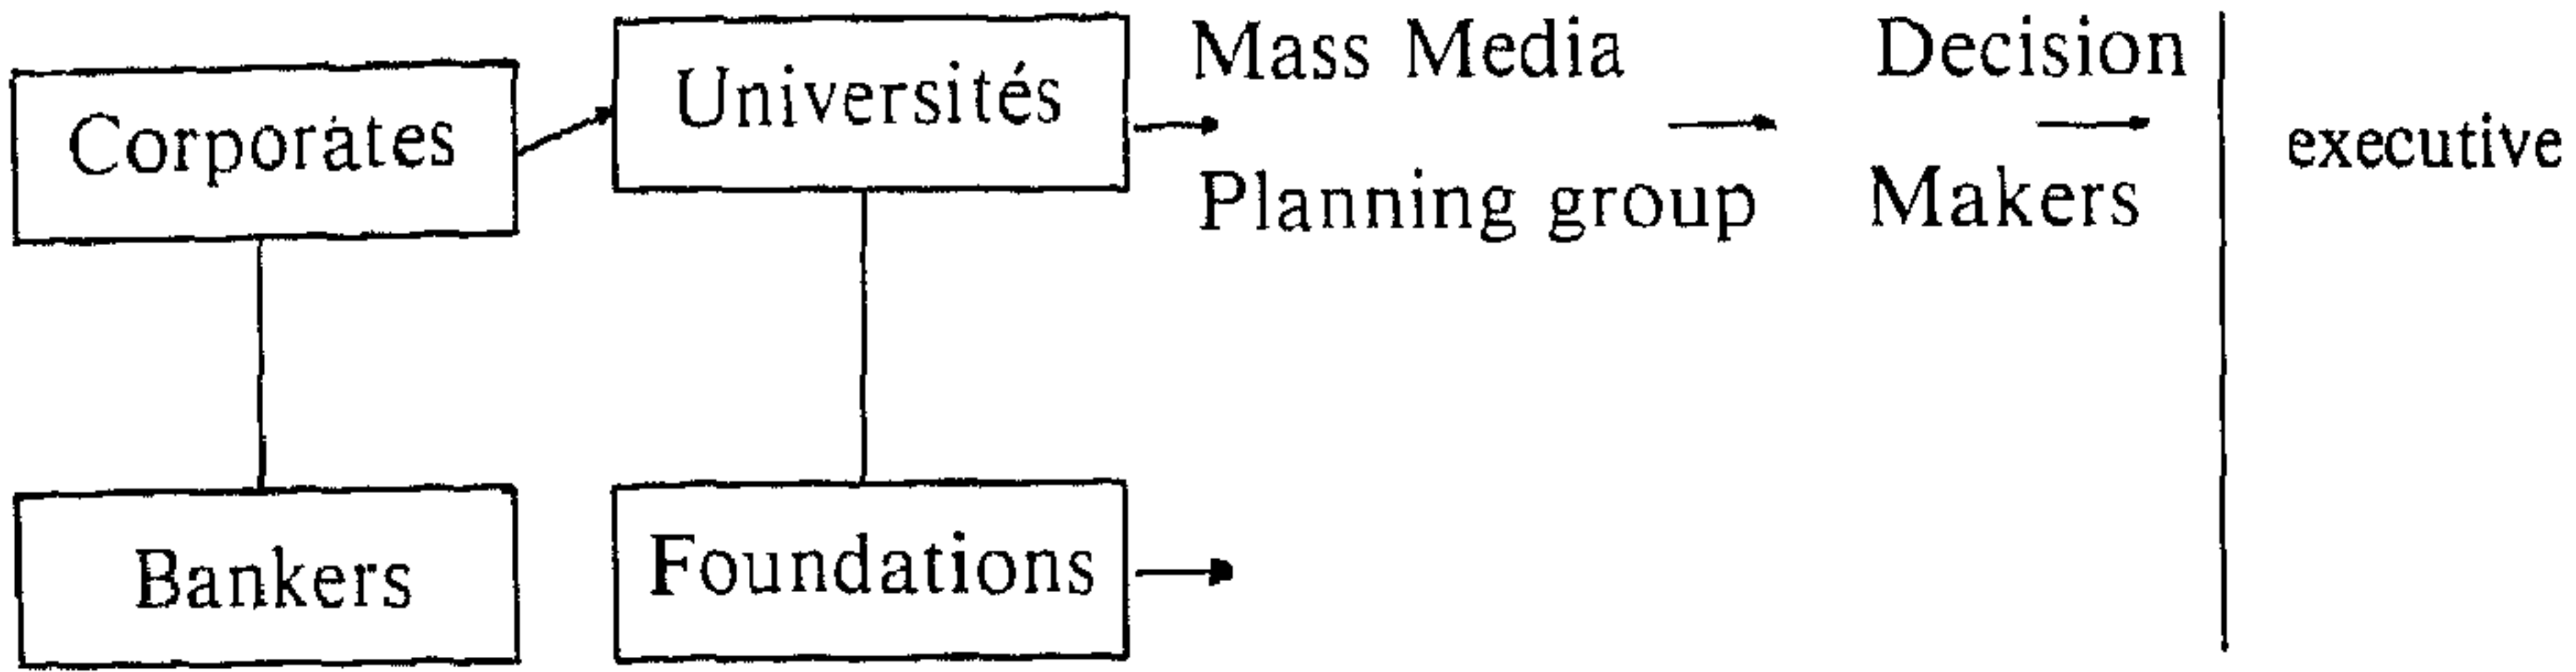 Corporates
Universités
Mass Media
Planning group
Decision
Makers
executive
Bankers
Foundations